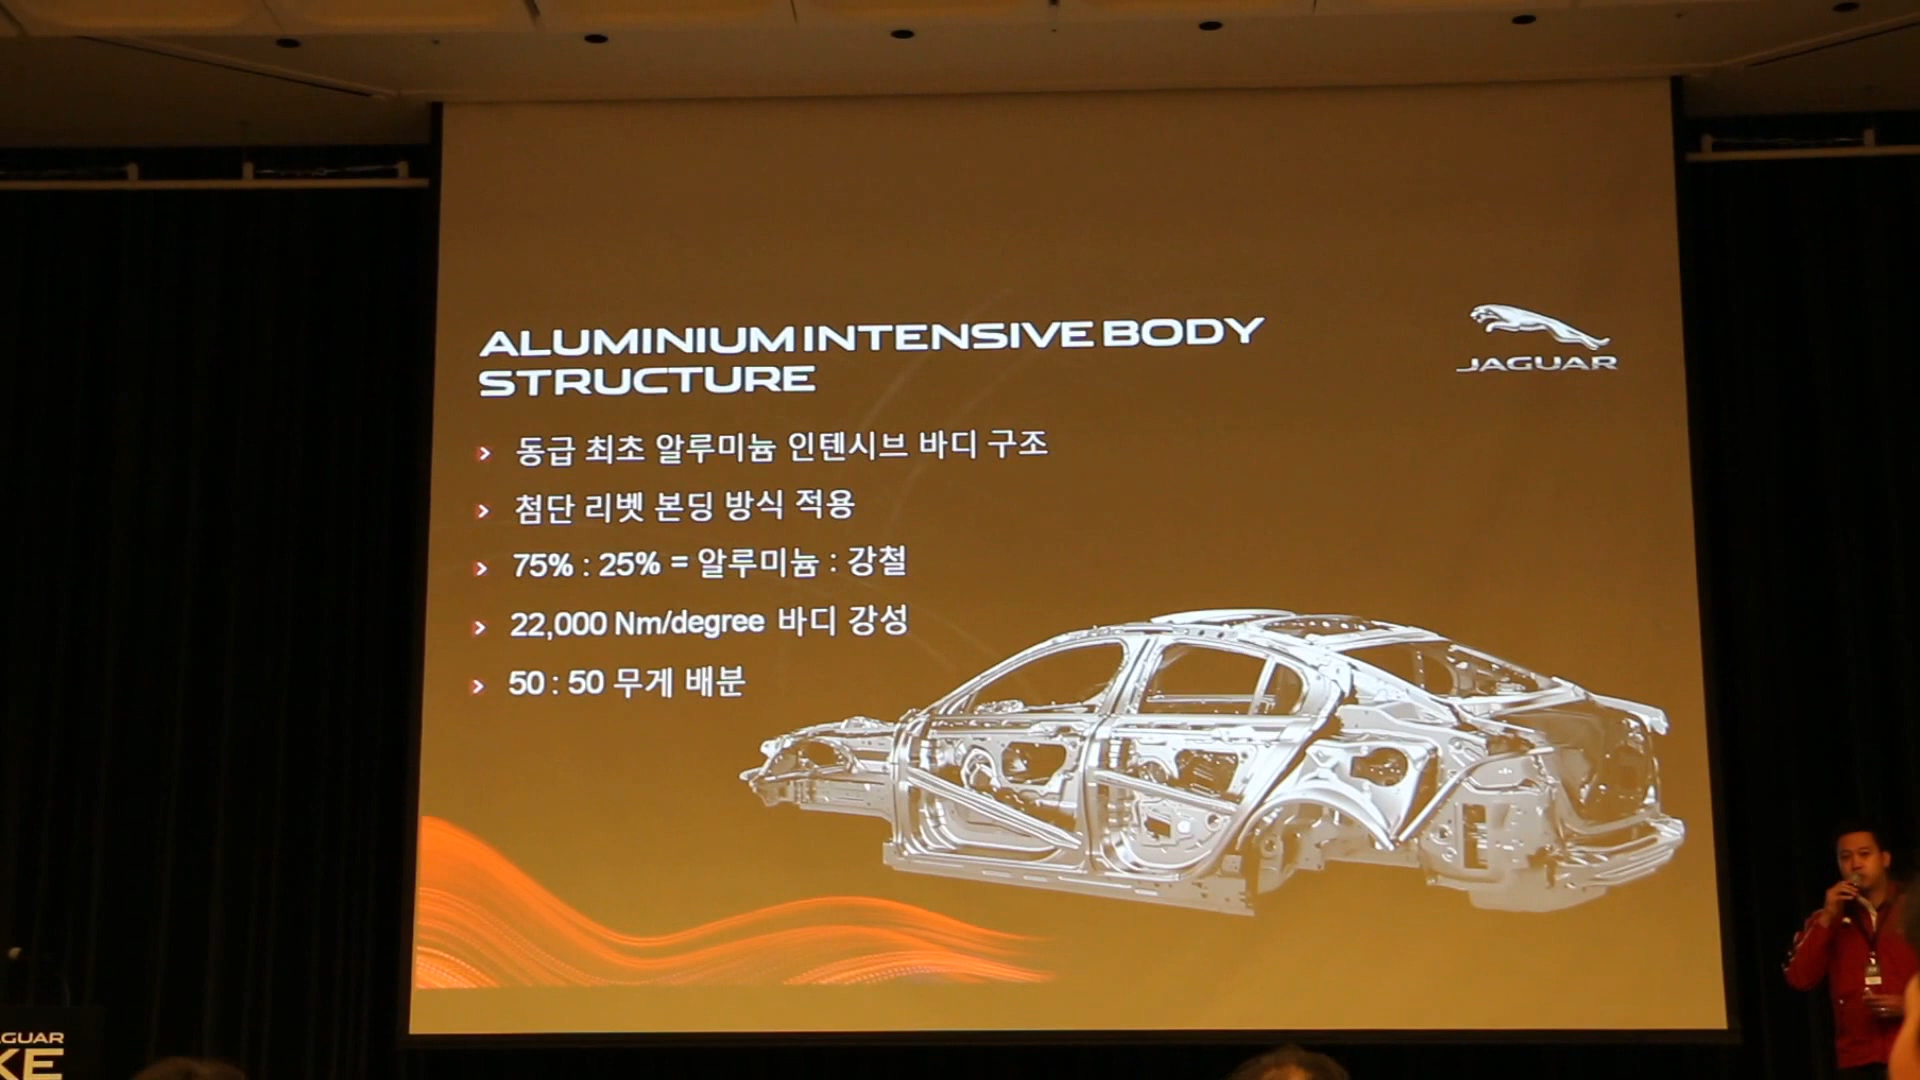 ALUMINIUM INTENSIVE BODY
STRUCTURE
JAGUAR
› 동급 최초 알루미늄 인텐시브 바디 구조
› 첨단 리벳 본딩 방식 적용
› 75% : 25% = 알루미늄 : 강철
› 22,000 Nm/degree 바디 강성
› 50 : 50 무게 배분
AGUAR
XE